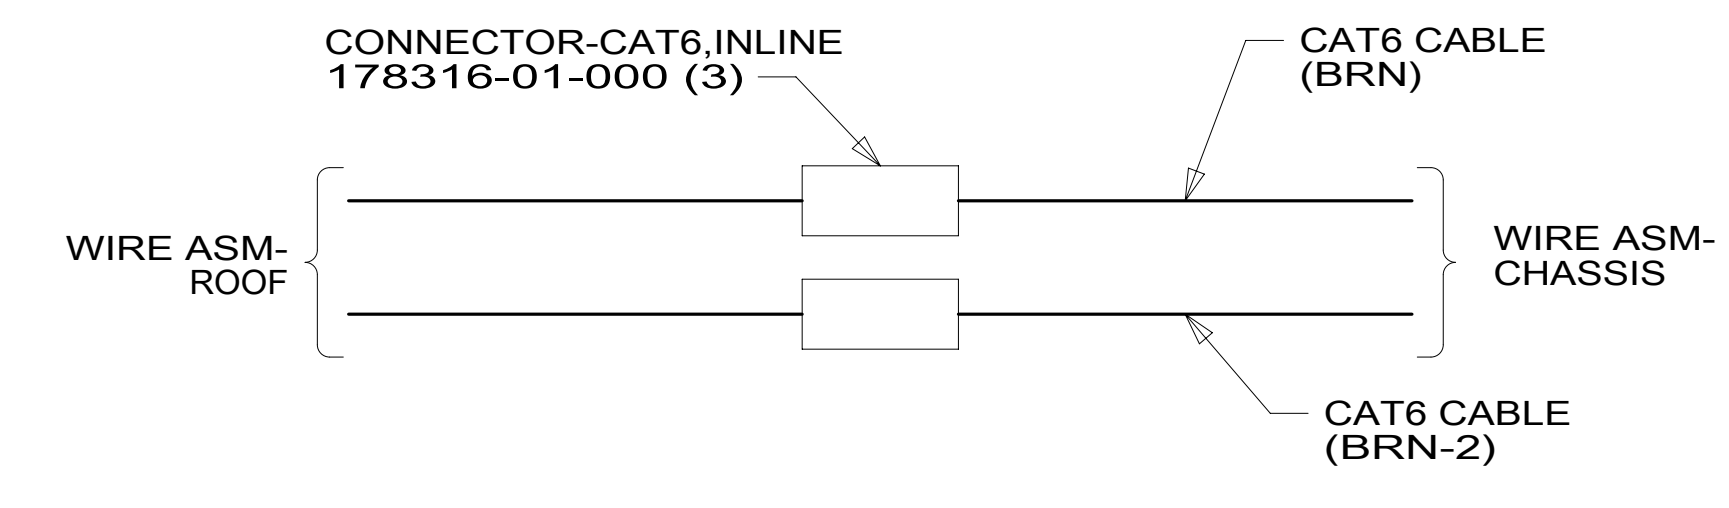 CONNECTOR-CAT6,INLINE
178316-01-000 (3)
CAT6 CABLE
(BRN)
WIRE ASM-
ROOF
WIRE ASM-
CHASSIS
CAT6 CABLE
(BRN-2)